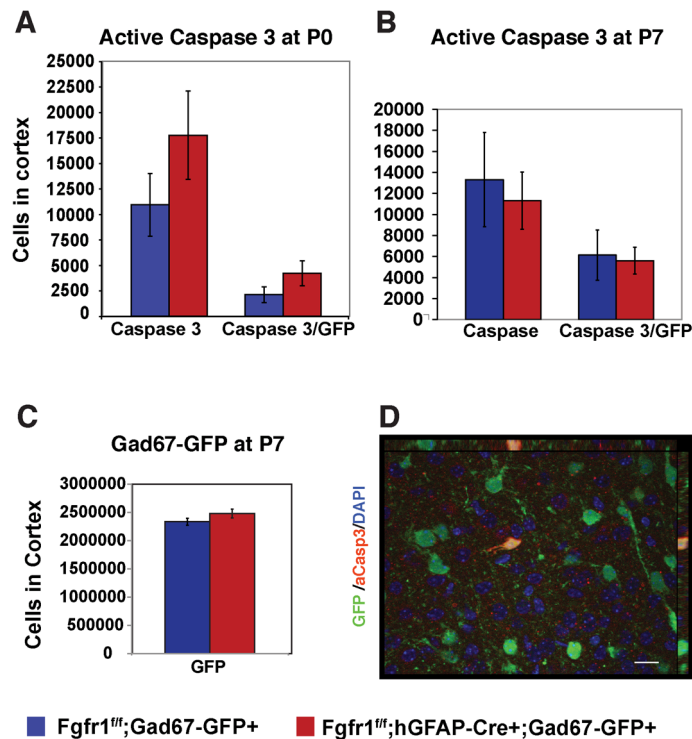 A
Active Caspase 3 at P0
Cells in cortex
25000
22500
20000
17500
15000
12500
10000
7500
5000
2500
0
Caspase 3
Caspase 3/GFP
B
Active Caspase 3 at P7
20000
18000
16000
14000
12000
10000
8000
6000
4000
2000
0
Caspase
Caspase 3/GFP
C
Gad67-GFP at P7
Cells in Cortex
3000000
2500000
2000000
1500000
1000000
500000
0
GFP
D
GFP /aCasp3/DAPI
Fgfr1f/f;Gad67-GFP+
Fgfr1f/f;hGFAP-Cre+;Gad67-GFP+